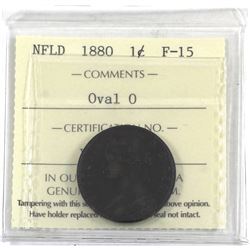 NFLD 1880 1¢ F-15
— COMMENTS —
Oval O
— CERTIFICATION NO. —
IN OU
GENU M.
Tampering with this s above opinion.
Have holder replaced eal not intact.